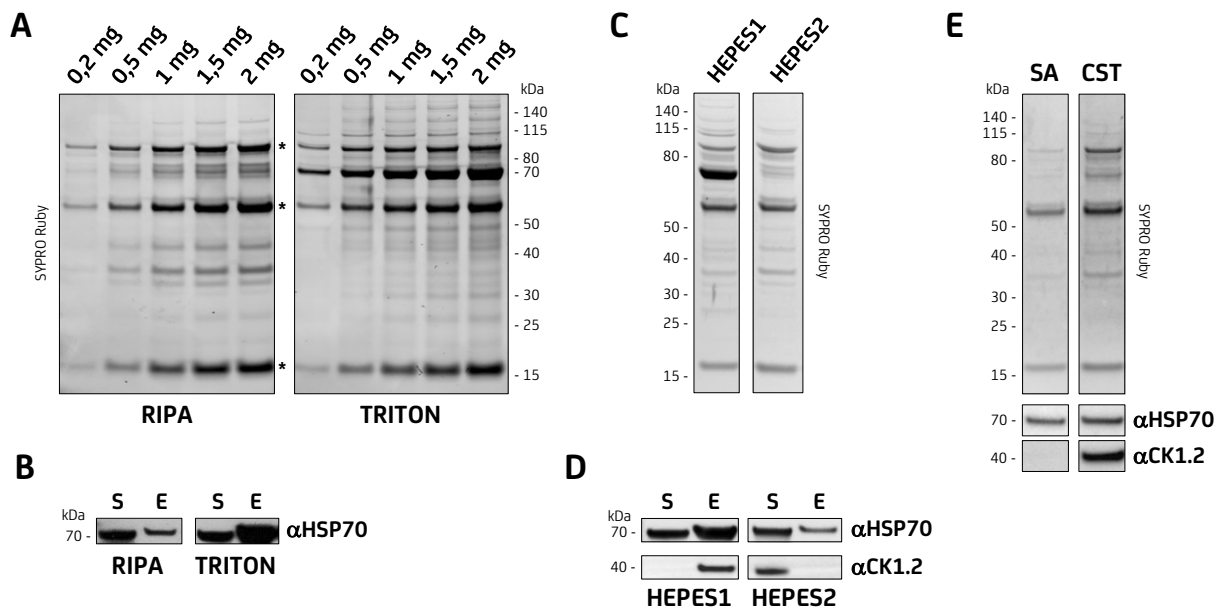 A
0,2 mg
0,5 mg
1 mg
1,5 mg
2 mg
0,2 mg
0,5 mg
1 mg
1,5 mg
2 mg
kDa
- 140
- 115
- 80
- 70
- 50
- 40
- 30
- 25
- 15
*
*
*
SYPRO Ruby
RIPA
TRITON
B
S E S E
kDa
70 -
αHSP70
RIPA TRITON
C
HEPES1
HEPES2
kDa
140 -
115 -
80 -
60 -
50 -
40 -
30 -
25 -
15 -
SYPRO Ruby
D
S E S E
kDa
70 -
αHSP70
40 -
αCK1.2
HEPES1 HEPES2
E
SA CST
kDa
140 -
115 -
80 -
60 -
50 -
40 -
30 -
25 -
15 -
SYPRO Ruby
70 -
αHSP70
40 -
αCK1.2